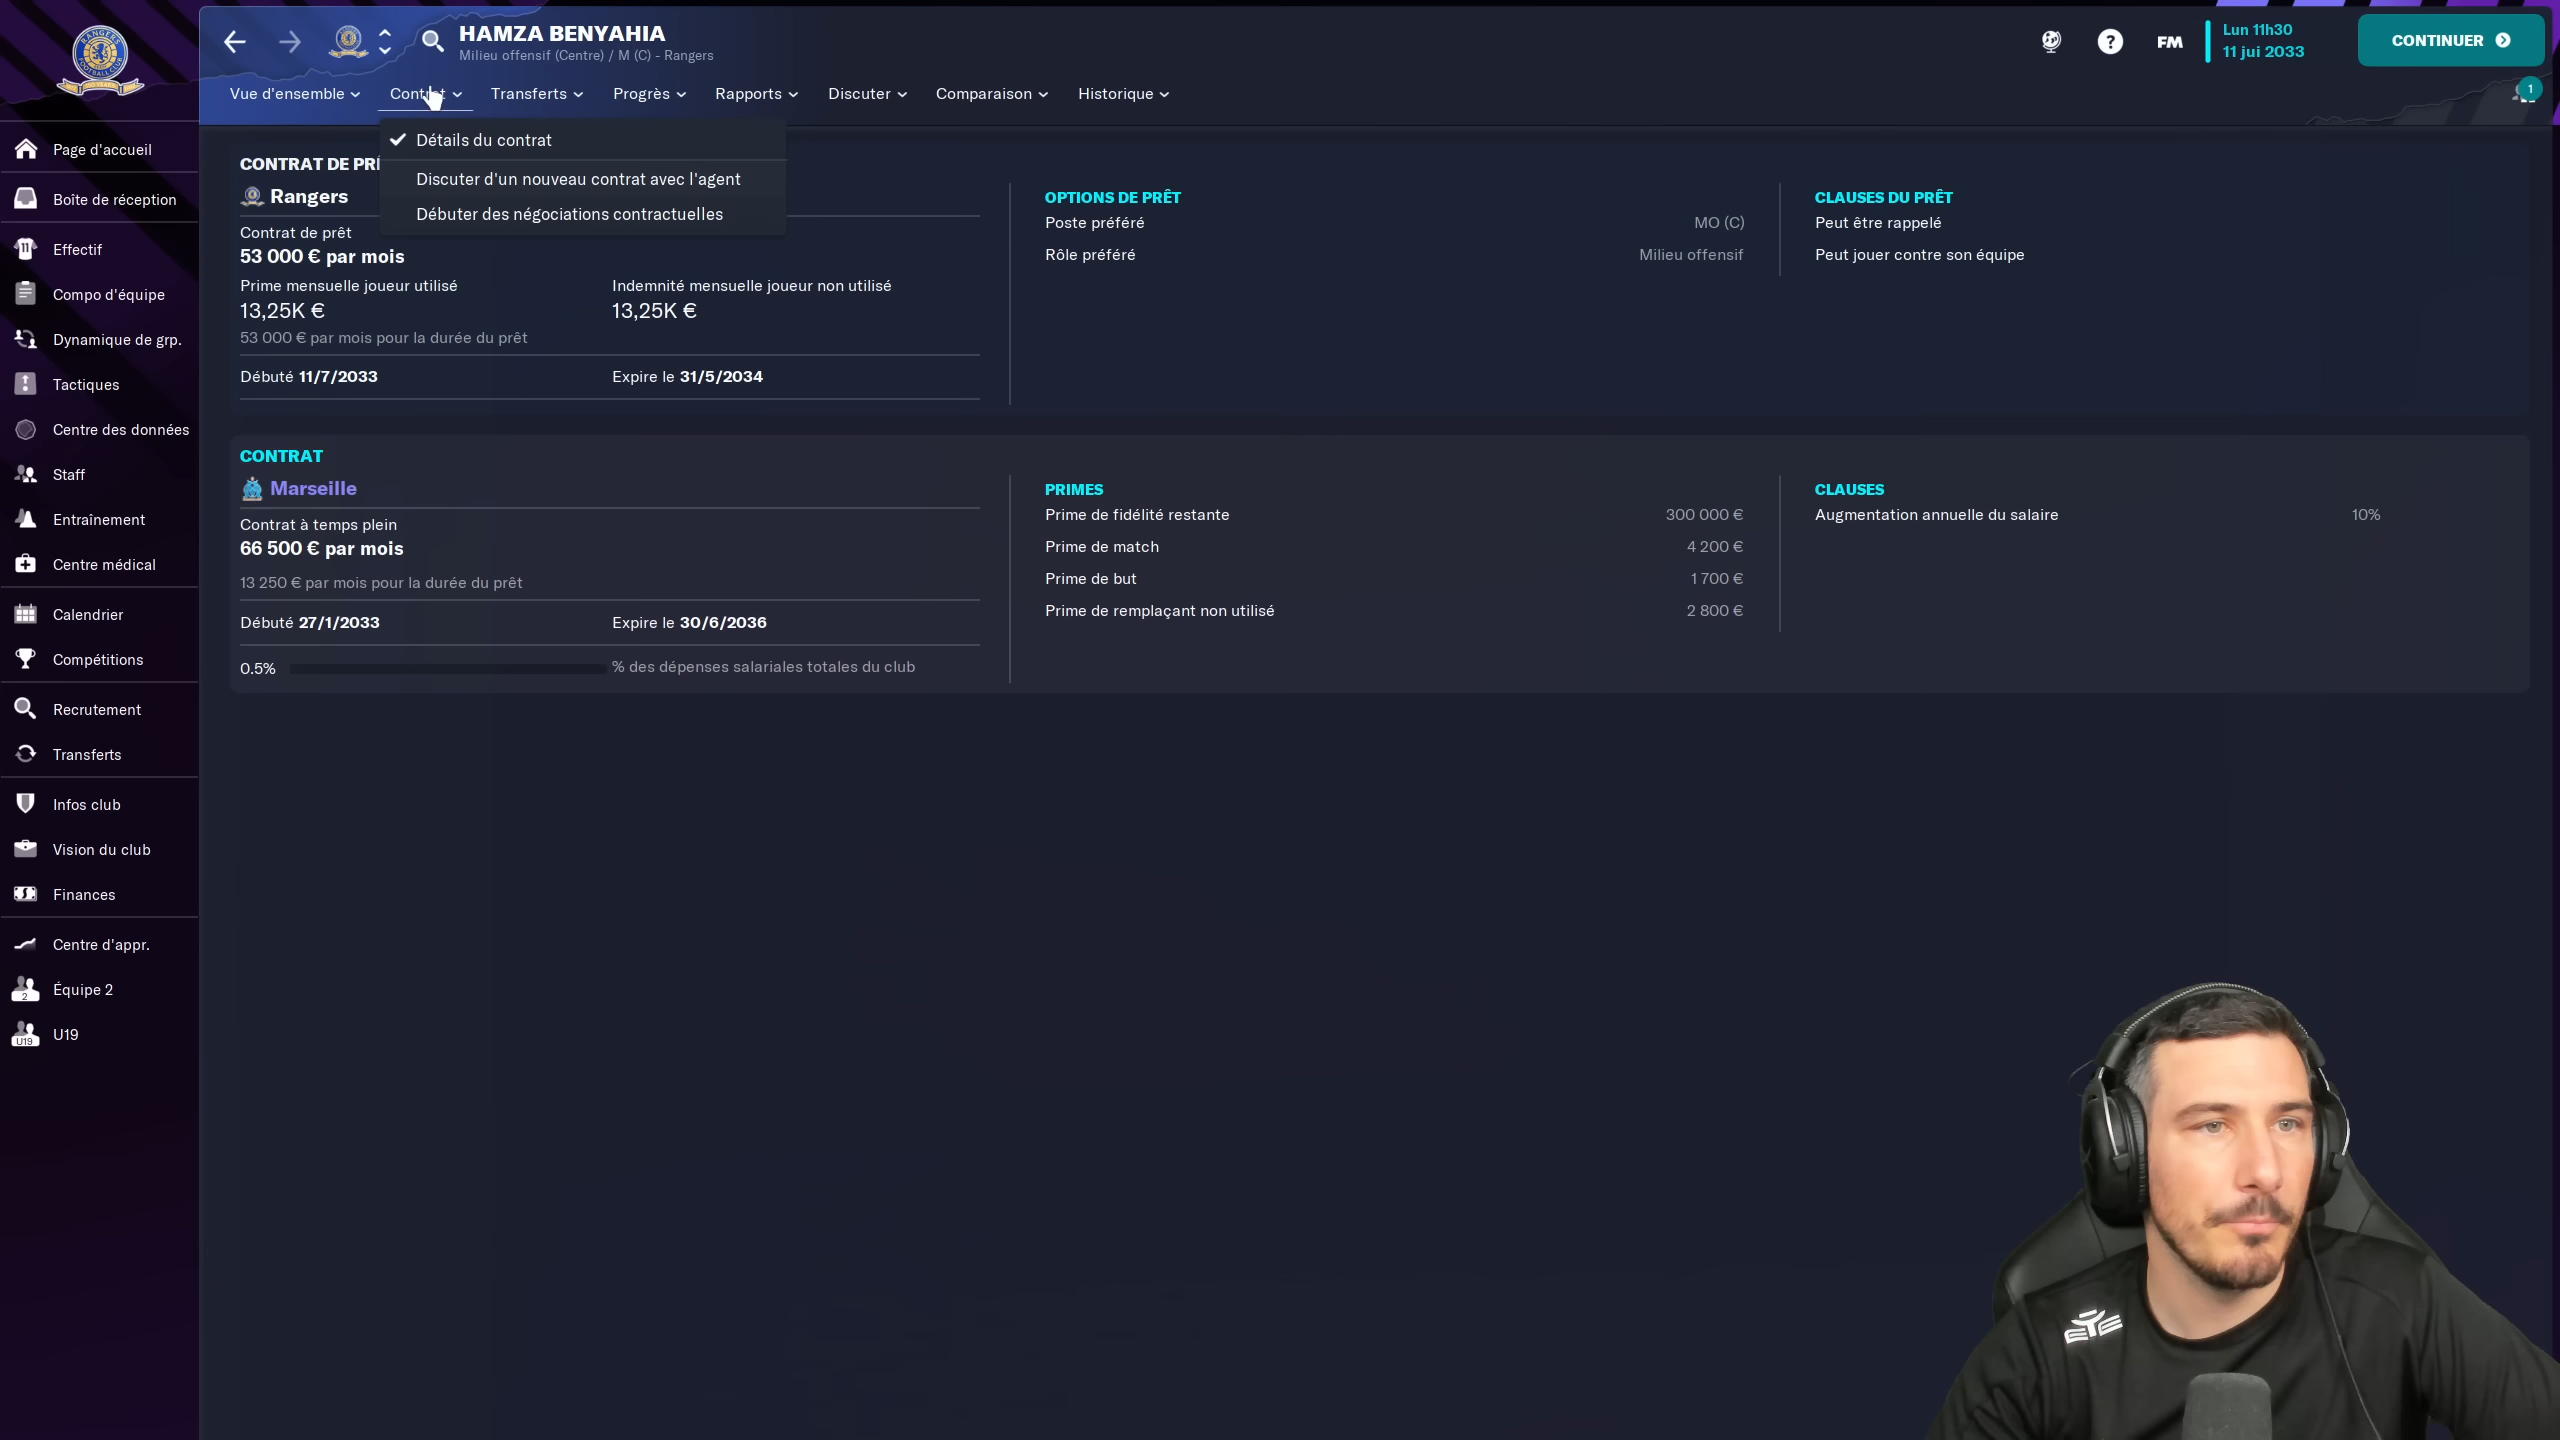 HAMZA BENYAHIA
Milieu offensif (Centre) / M (C) - Rangers
FM
Lun 11h30
11 jui 2033
CONTINUER
Vue d'ensemble
Contrat
Transferts
Progrès
Rapports
Discuter
Comparaison
Historique
1
Page d'accueil
Boîte de réception
Effectif
Compo d'équipe
Dynamique de grp.
Tactiques
Centre des données
Staff
Entraînement
Centre médical
Calendrier
Compétitions
Recrutement
Transferts
Infos club
Vision du club
Finances
Centre d'appr.
2
Équipe 2
U19
U19
Détails du contrat
Discuter d'un nouveau contrat avec l'agent
Débuter des négociations contractuelles
CONTRAT DE PRÊ
Rangers
Contrat de prêt
53 000 € par mois
Prime mensuelle joueur utilisé
Indemnité mensuelle joueur non utilisé
13,25K €
13,25K €
53 000 € par mois pour la durée du prêt
Débuté 11/7/2033
Expire le 31/5/2034
OPTIONS DE PRÊT
Poste préféré
MO (C)
Rôle préféré
Milieu offensif
CLAUSES DU PRÊT
Peut être rappelé
Peut jouer contre son équipe
CONTRAT
Marseille
Contrat à temps plein
66 500 € par mois
13 250 € par mois pour la durée du prêt
Débuté 27/1/2033
Expire le 30/6/2036
0.5%
% des dépenses salariales totales du club
PRIMES
Prime de fidélité restante
300 000 €
Prime de match
4 200 €
Prime de but
1 700 €
Prime de remplaçant non utilisé
2 800 €
CLAUSES
Augmentation annuelle du salaire
10%